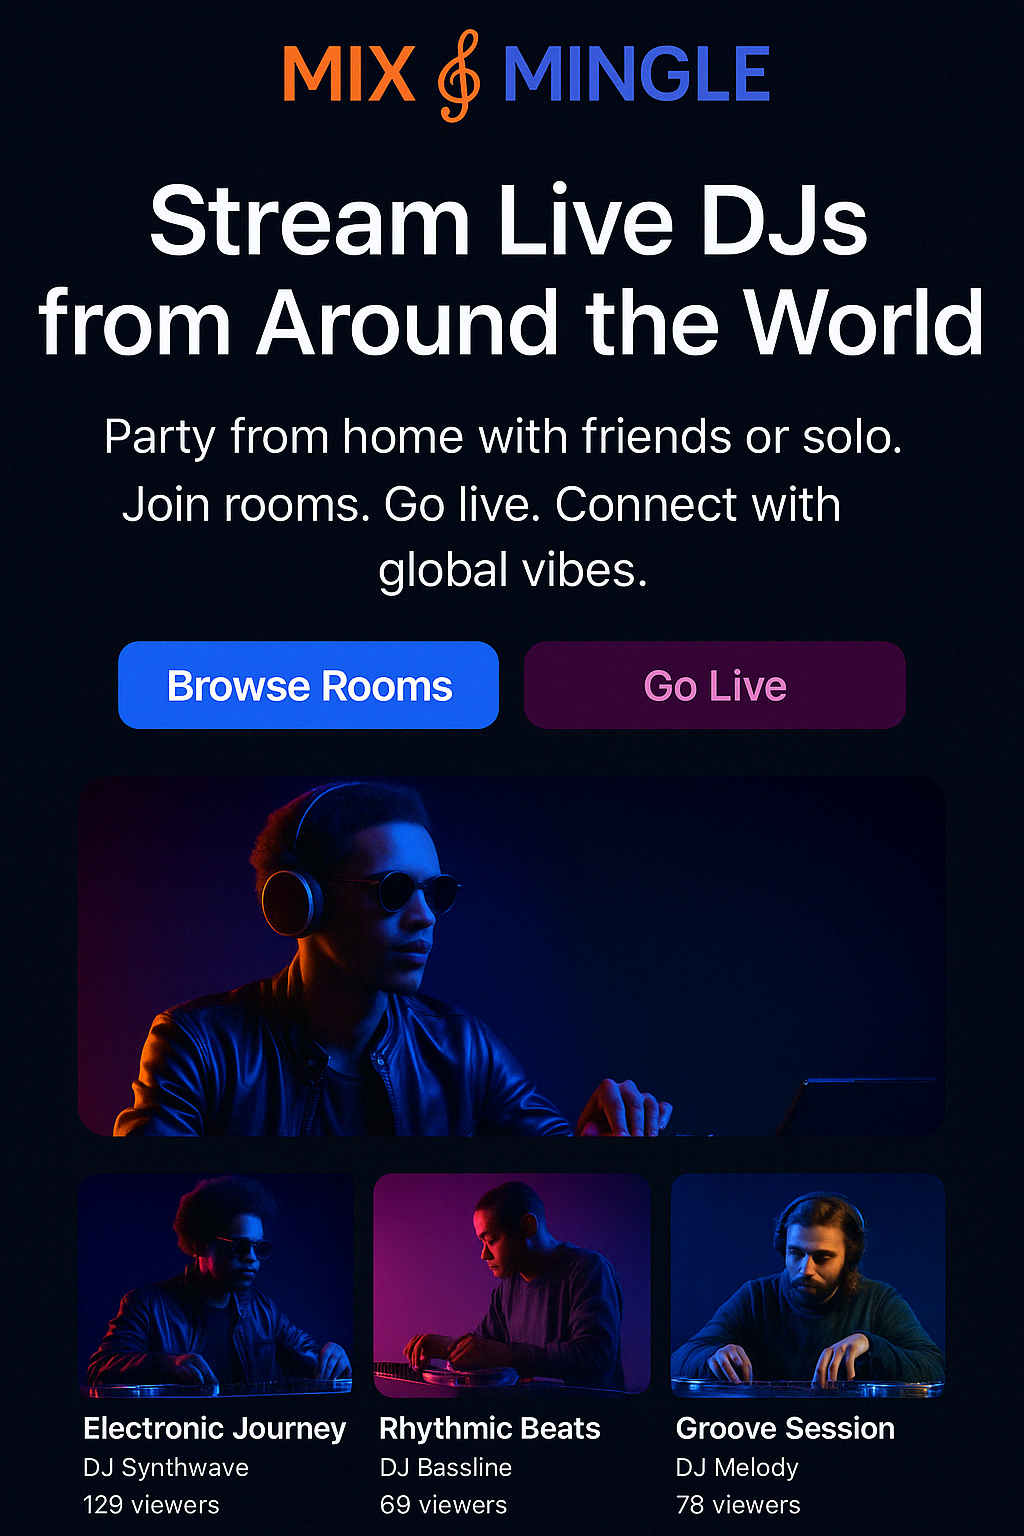 MIX MINGLE
Stream Live DJs
from Around the World
Party from home with friends or solo.
Join rooms. Go live. Connect with
global vibes.
Browse Rooms
Go Live
Electronic Journey
DJ Synthwave
129 viewers
Rhythmic Beats
DJ Bassline
69 viewers
Groove Session
DJ Melody
78 viewers